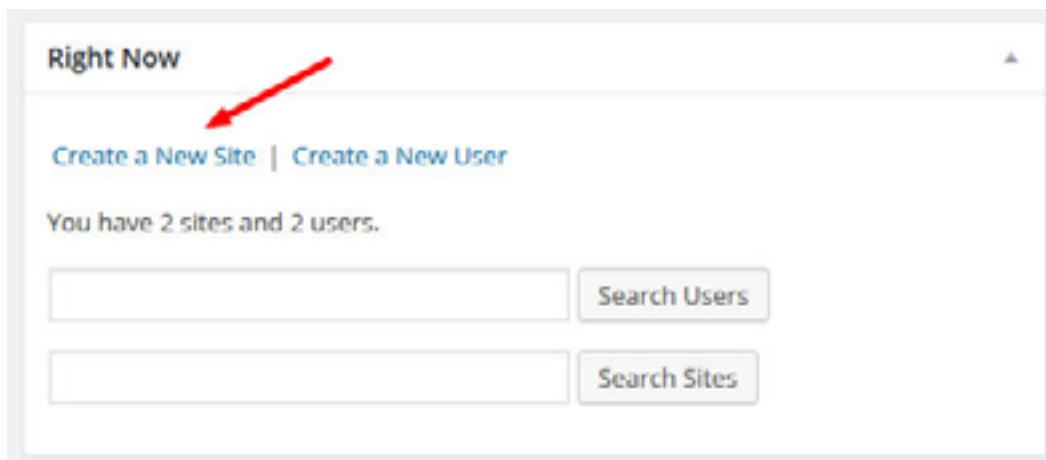 Right Now
Create a New Site | Create a New User
You have 2 sites and 2 users.
Search Users
Search Sites